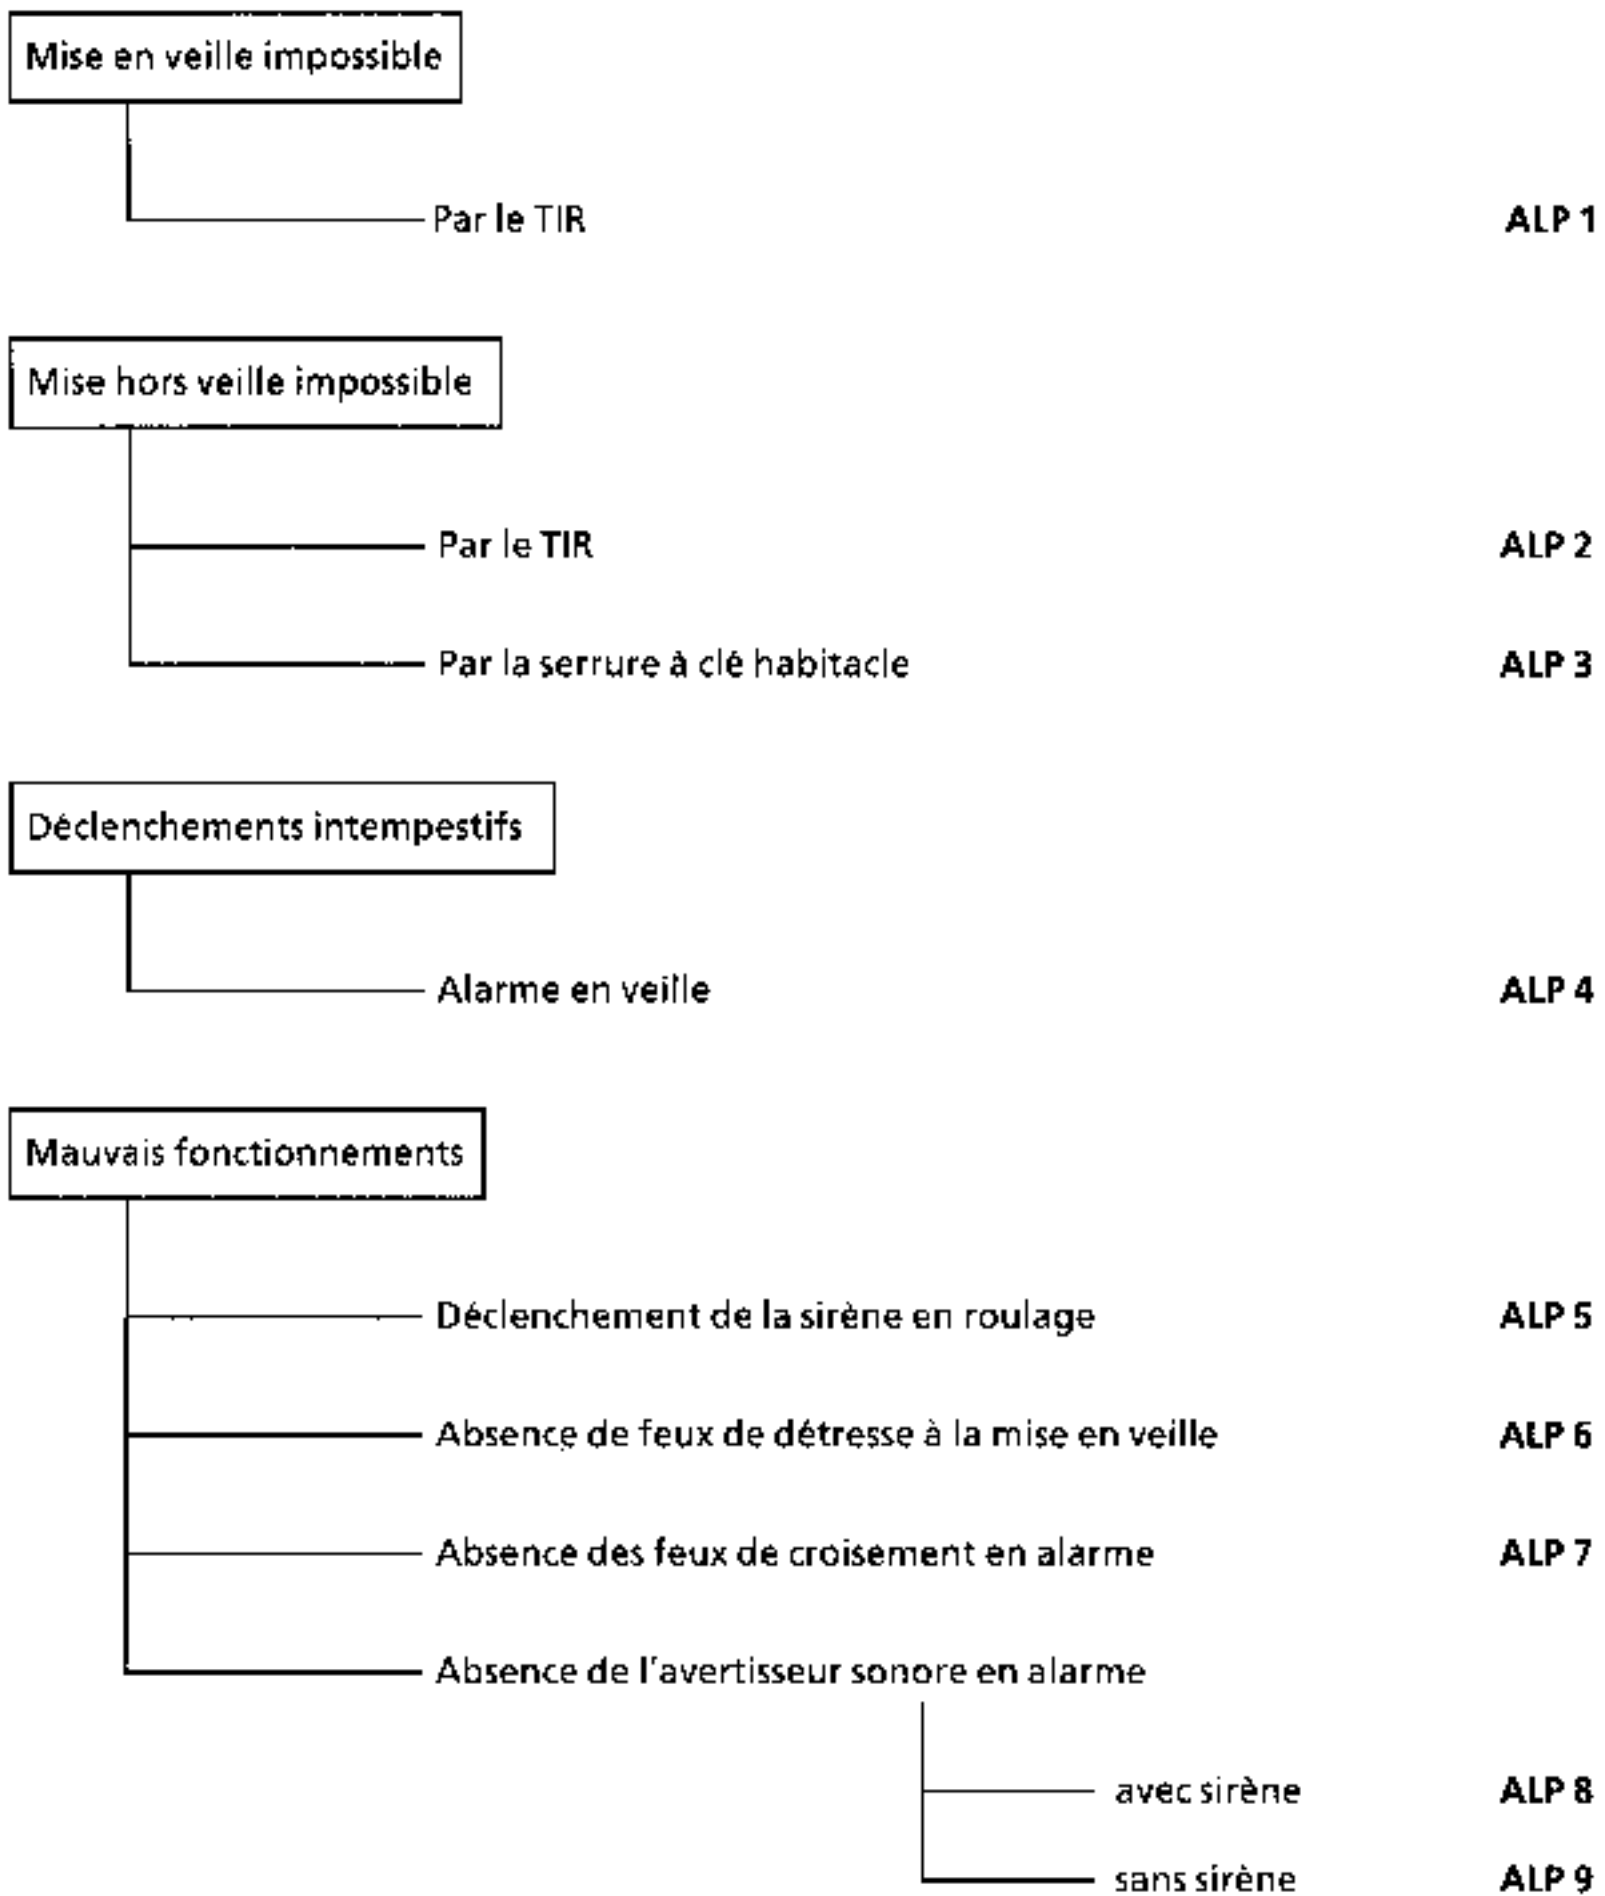 Mise en veille impossible
Par le TIR ALP 1
Mise hors veille impossible
Par le TIR ALP 2
Par la serrure à clé habitacle ALP 3
Déclenchements intempestifs
Alarme en veille ALP 4
Mauvais fonctionnements
Déclenchement de la sirène en roulage ALP 5
Absence de feux de détresse à la mise en veille ALP 6
Absence des feux de croisement en alarme ALP 7
Absence de l'avertisseur sonore en alarme
avec sirène ALP 8
sans sirène ALP 9